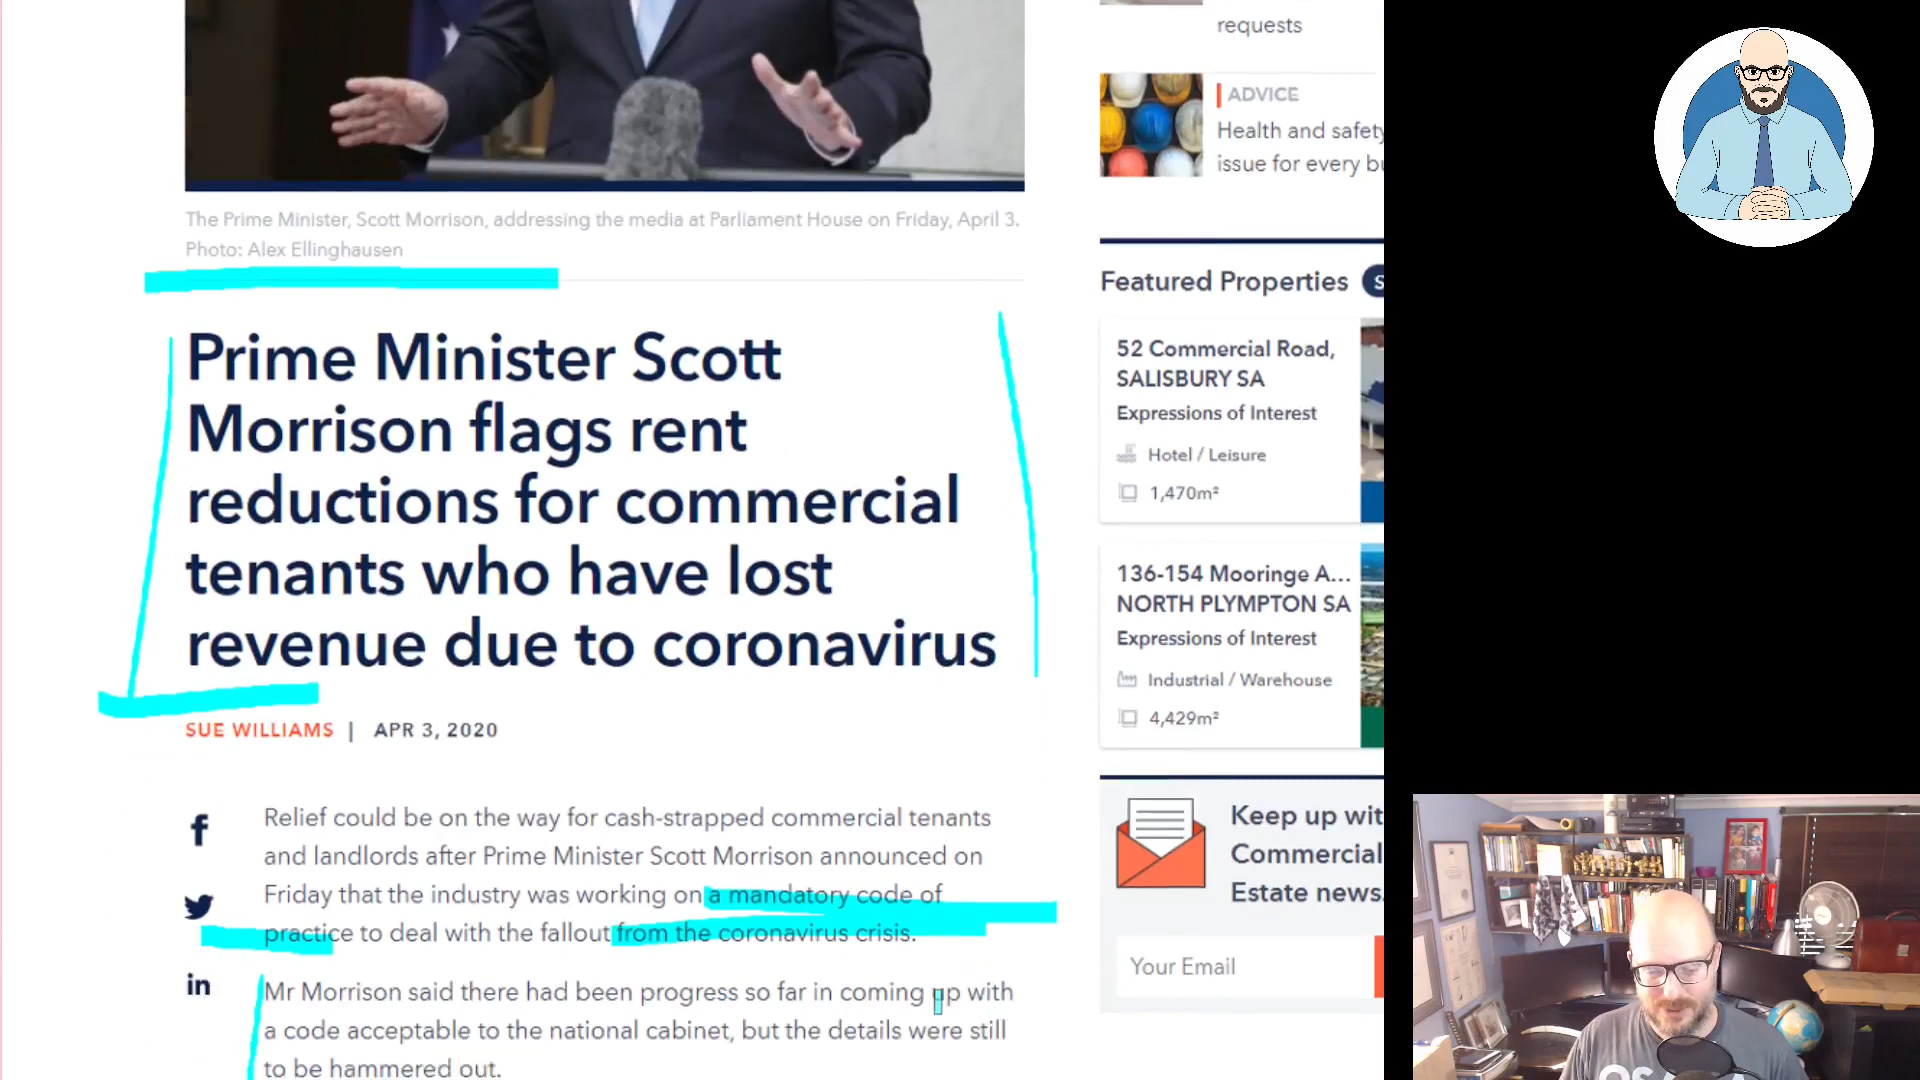 The Prime Minister, Scott Morrison, addressing the media at Parliament House on Friday, April 3.
Photo: Alex Ellinghausen
Prime Minister Scott
Morrison flags rent
reductions for commercial
tenants who have lost
revenue due to coronavirus
SUE WILLIAMS | APR 3, 2020
Relief could be on the way for cash-strapped commercial tenants
and landlords after Prime Minister Scott Morrison announced on
Friday that the industry was working on a mandatory code of
practice to deal with the fallout from the coronavirus crisis.
Mr Morrison said there had been progress so far in coming up with
a code acceptable to the national cabinet, but the details were still
to be hammered out.
requests
ADVICE
Health and safety
issue for every bu
Featured Properties
S
52 Commercial Road,
SALISBURY SA
Expressions of Interest
Hotel / Leisure
1,470m²
136-154 Mooringe A...
NORTH PLYMPTON SA
Expressions of Interest
Industrial / Warehouse
4,429m²
Keep up wit
Commercial
Estate news.
Your Email